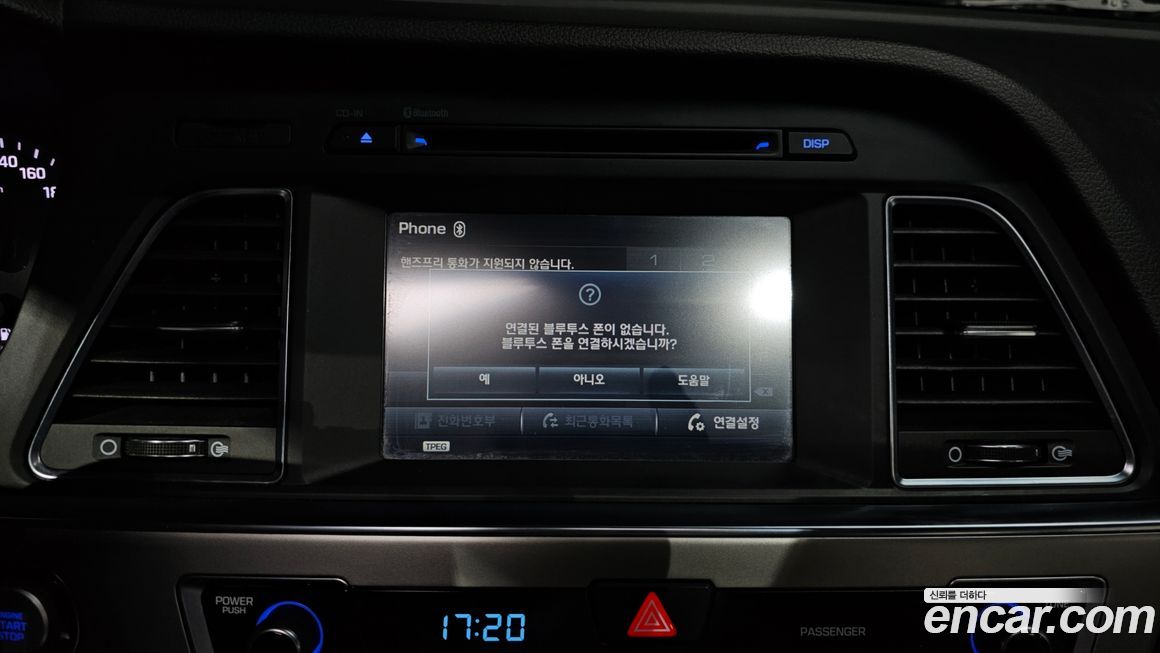 CD-IN
Bluetooth
DISP
40
160
18
Phone
핸즈프리 통화가 지원되지 않습니다.
1 2
연결된 블루투스 폰이 없습니다.
블루투스 폰을 연결하시겠습니까?
예 아니오 도움말
전화번호부 최근통화목록 연결설정
TPEG
POWER
PUSH
ENGINE
START
STOP
17:20
PASSENGER
신뢰를 더하다
encar.com